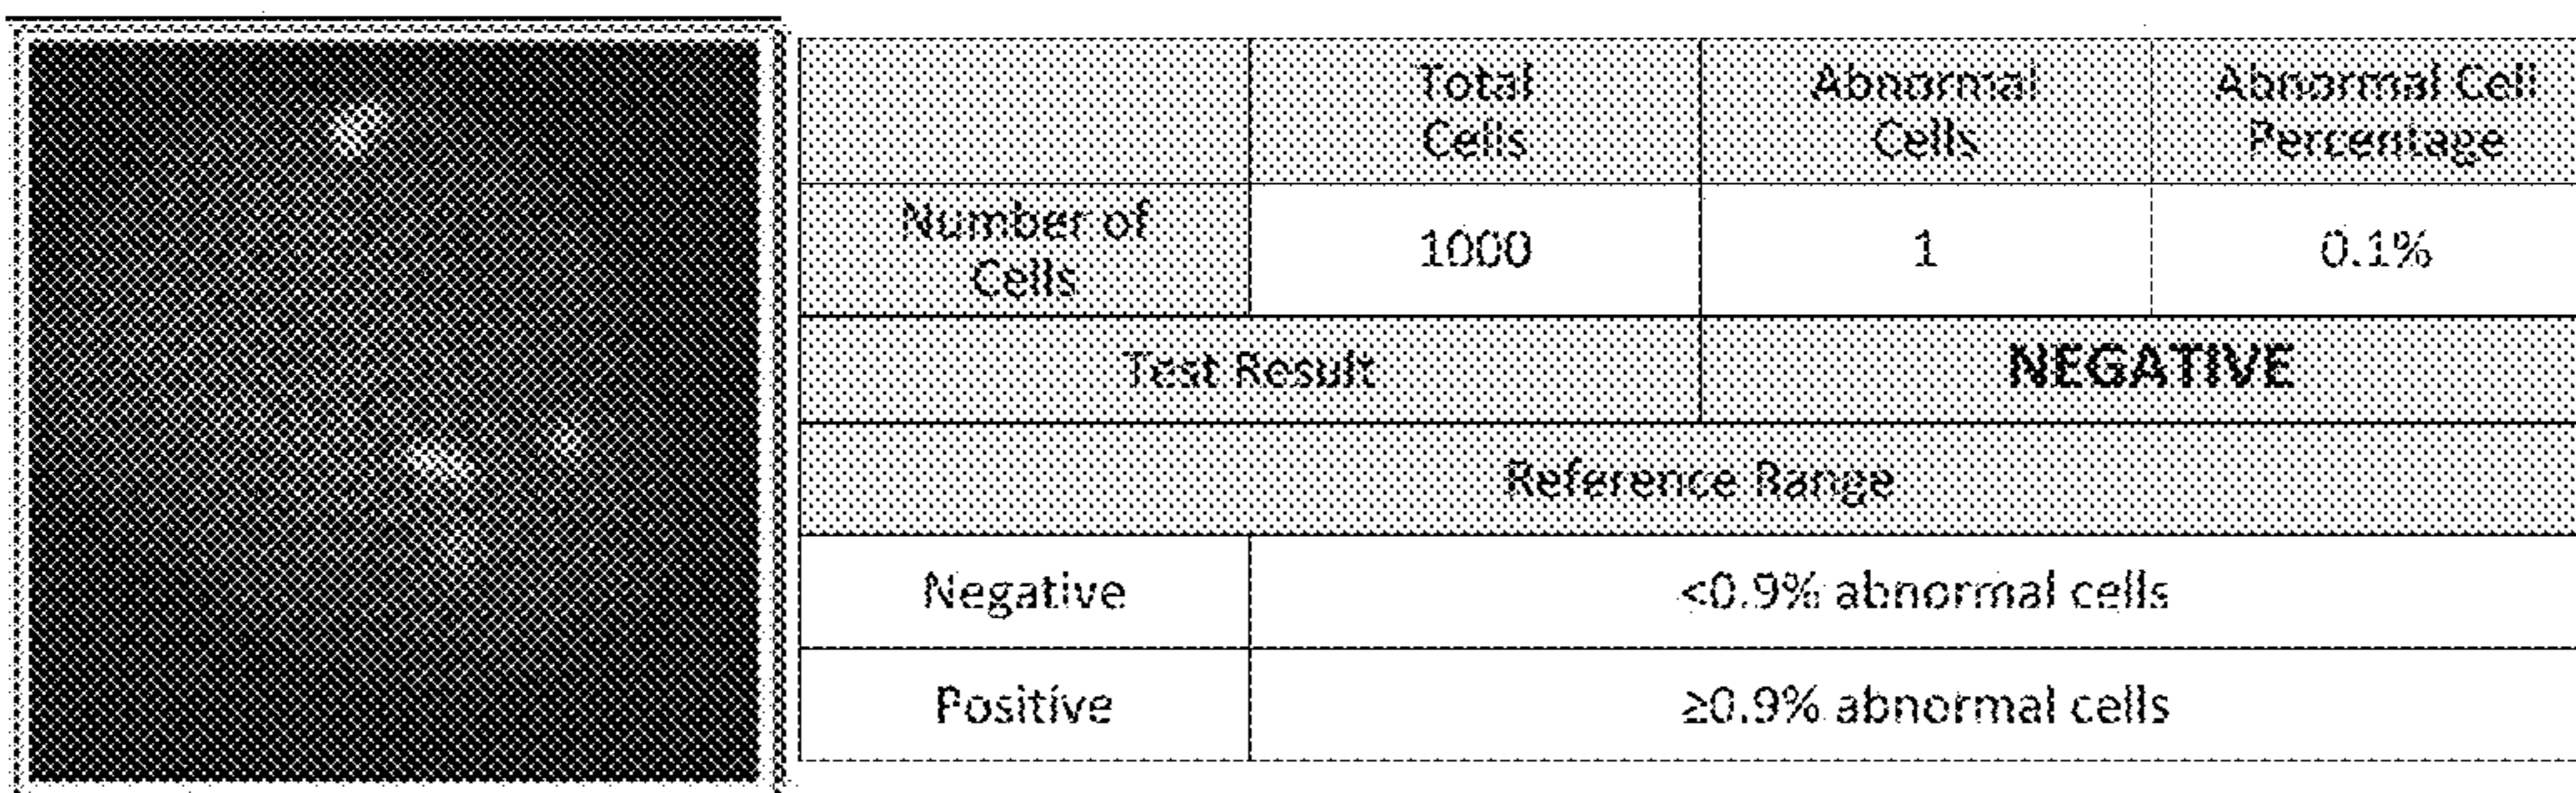 Total Cells
Abnormal Cells
Abnormal Cell Percentage
Number of Cells
1000
1
0.1%
Test Result
NEGATIVE
Reference Range
Negative
<0.9% abnormal cells
Positive
≥0.9% abnormal cells